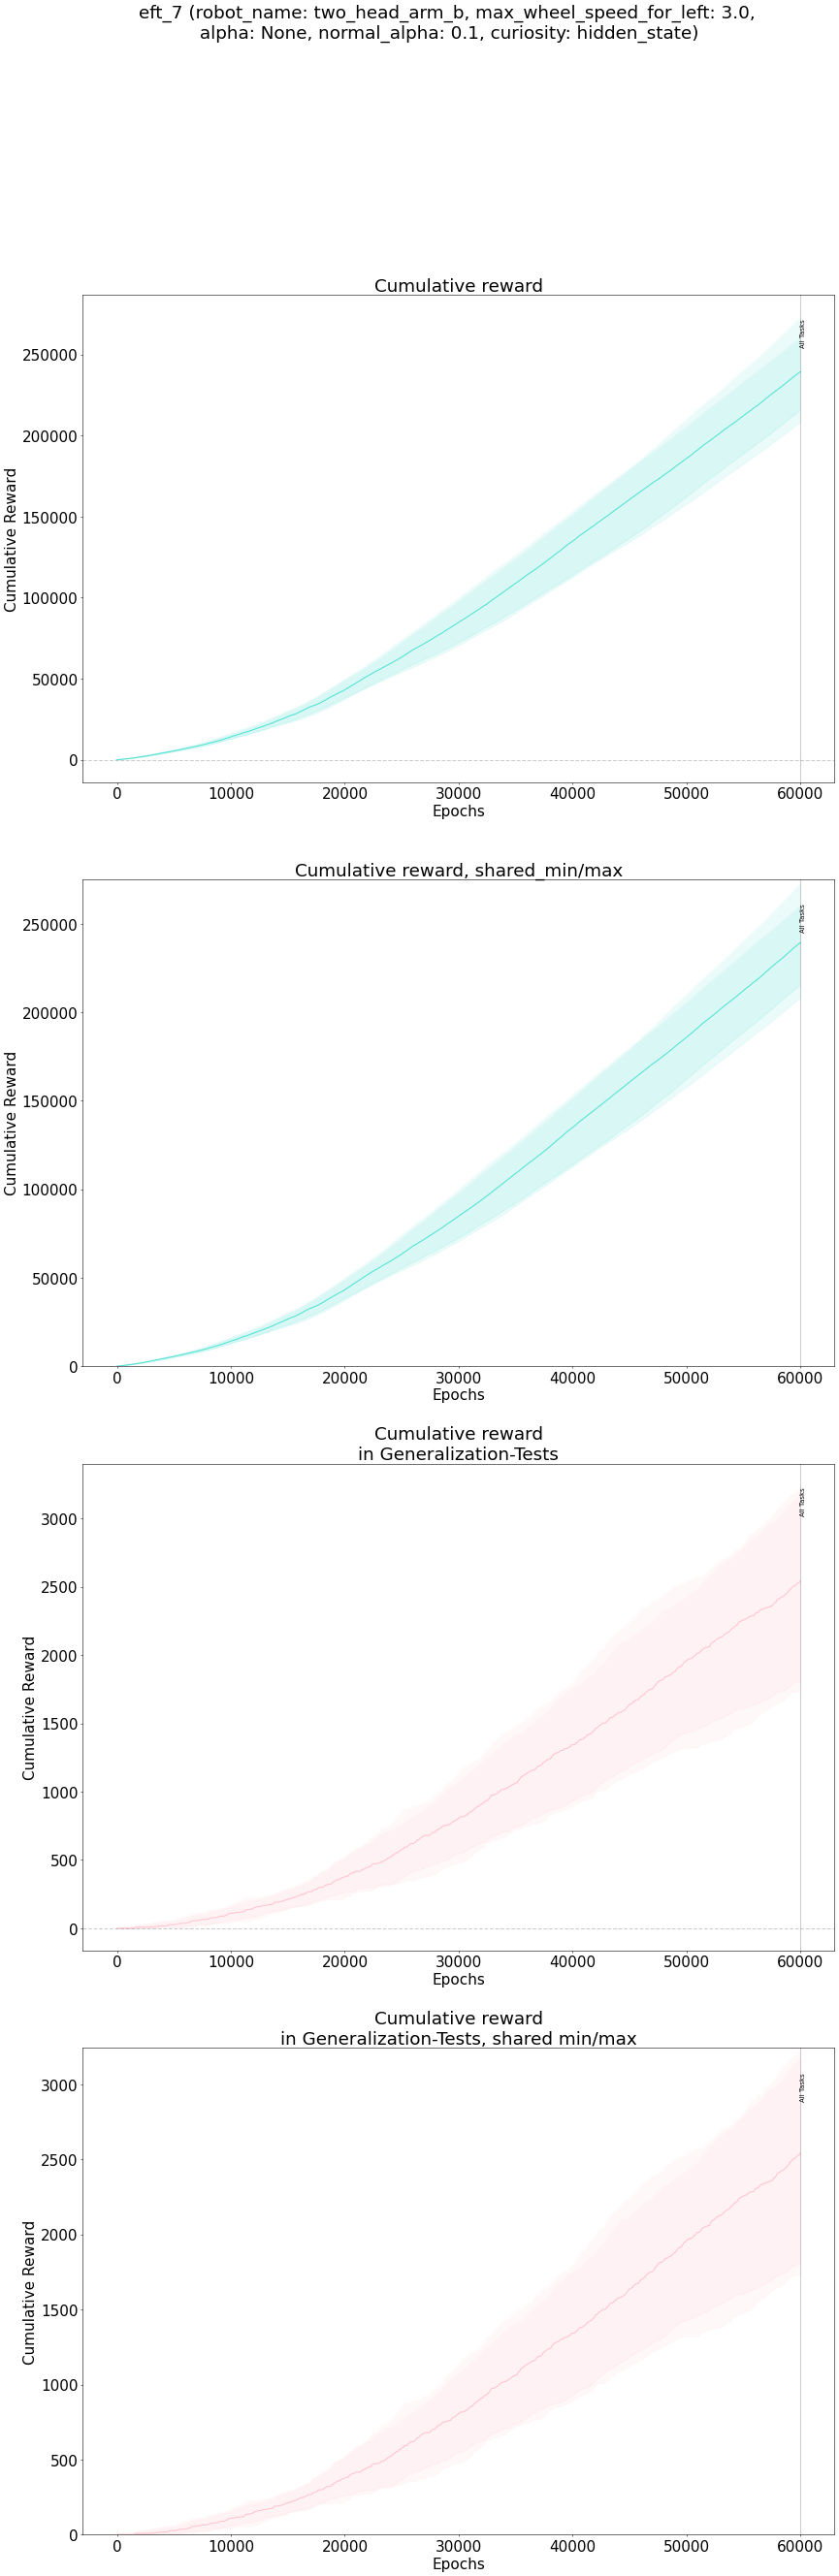 eft_7 (robot_name: two_head_arm_b, max_wheel_speed_for_left: 3.0,
alpha: None, normal_alpha: 0.1, curiosity: hidden_state)
Cumulative reward
250000
200000
150000
100000
50000
0
Cumulative Reward
All Tasks
0 10000 20000 30000 40000 50000 60000
Epochs
Cumulative reward, shared_min/max
250000
200000
150000
100000
50000
0
Cumulative Reward
All Tasks
0 10000 20000 30000 40000 50000 60000
Epochs
Cumulative reward
in Generalization-Tests
3000
2500
2000
1500
1000
500
0
Cumulative Reward
All Tasks
0 10000 20000 30000 40000 50000 60000
Epochs
Cumulative reward
in Generalization-Tests, shared min/max
3000
2500
2000
1500
1000
500
0
Cumulative Reward
All Tasks
0 10000 20000 30000 40000 50000 60000
Epochs